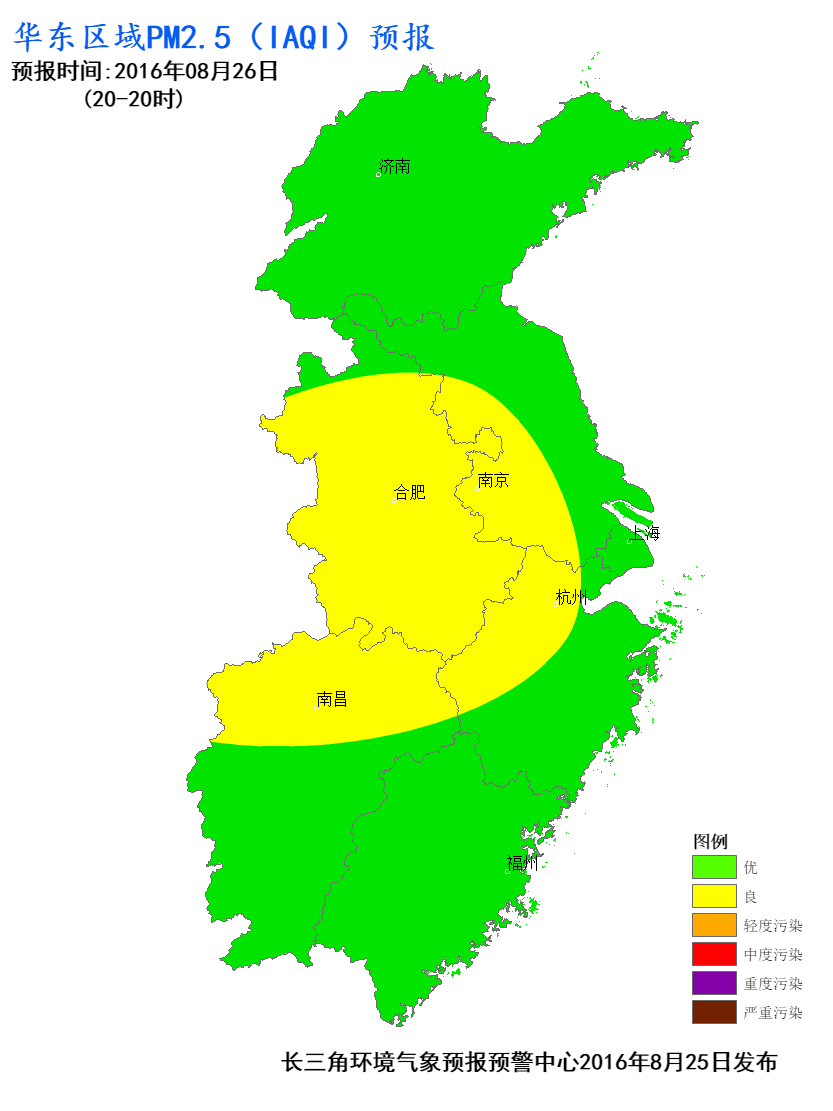 华东区域PM2.5（IAQI）预报
预报时间:2016年08月26日
(20-20时)
济南
南京
合肥
上海
杭州
南昌
福州
图例
优
良
轻度污染
中度污染
重度污染
严重污染
长三角环境气象预报预警中心2016年8月25日发布